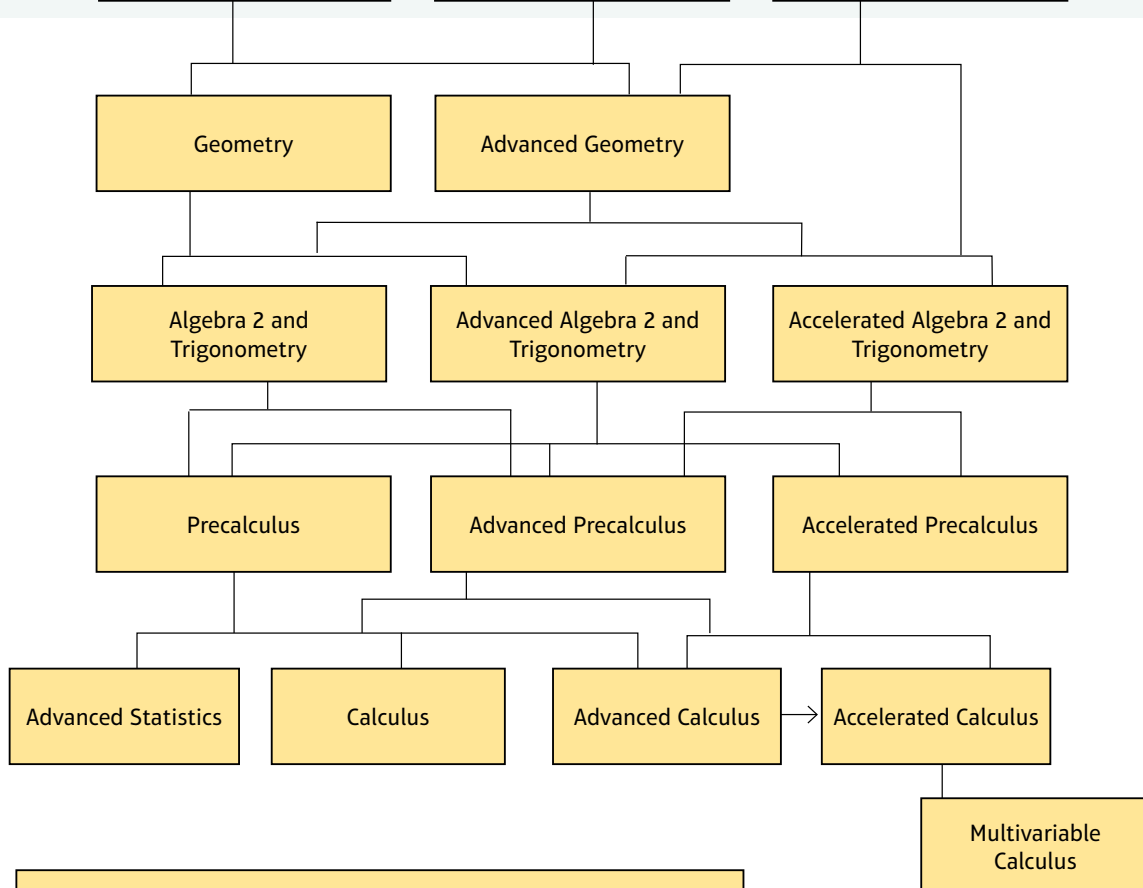 Geometry
Advanced Geometry
Algebra 2 and
Trigonometry
Advanced Algebra 2 and
Trigonometry
Accelerated Algebra 2 and
Trigonometry
Precalculus
Advanced Precalculus
Accelerated Precalculus
Advanced Statistics
Calculus
Advanced Calculus
Accelerated Calculus
Multivariable
Calculus